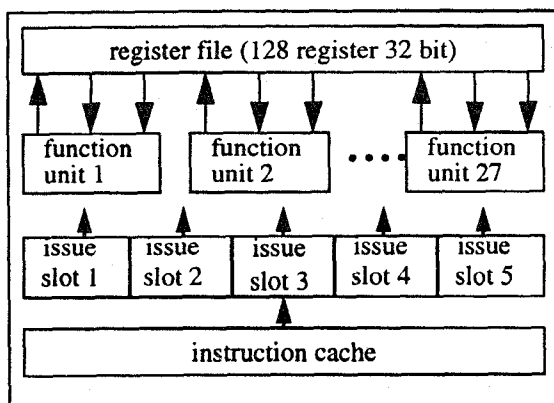 register file (128 register 32 bit)
function
unit 1
function
unit 2
function
unit 27
issue
slot 1
issue
slot 2
issue
slot 3
issue
slot 4
issue
slot 5
instruction cache